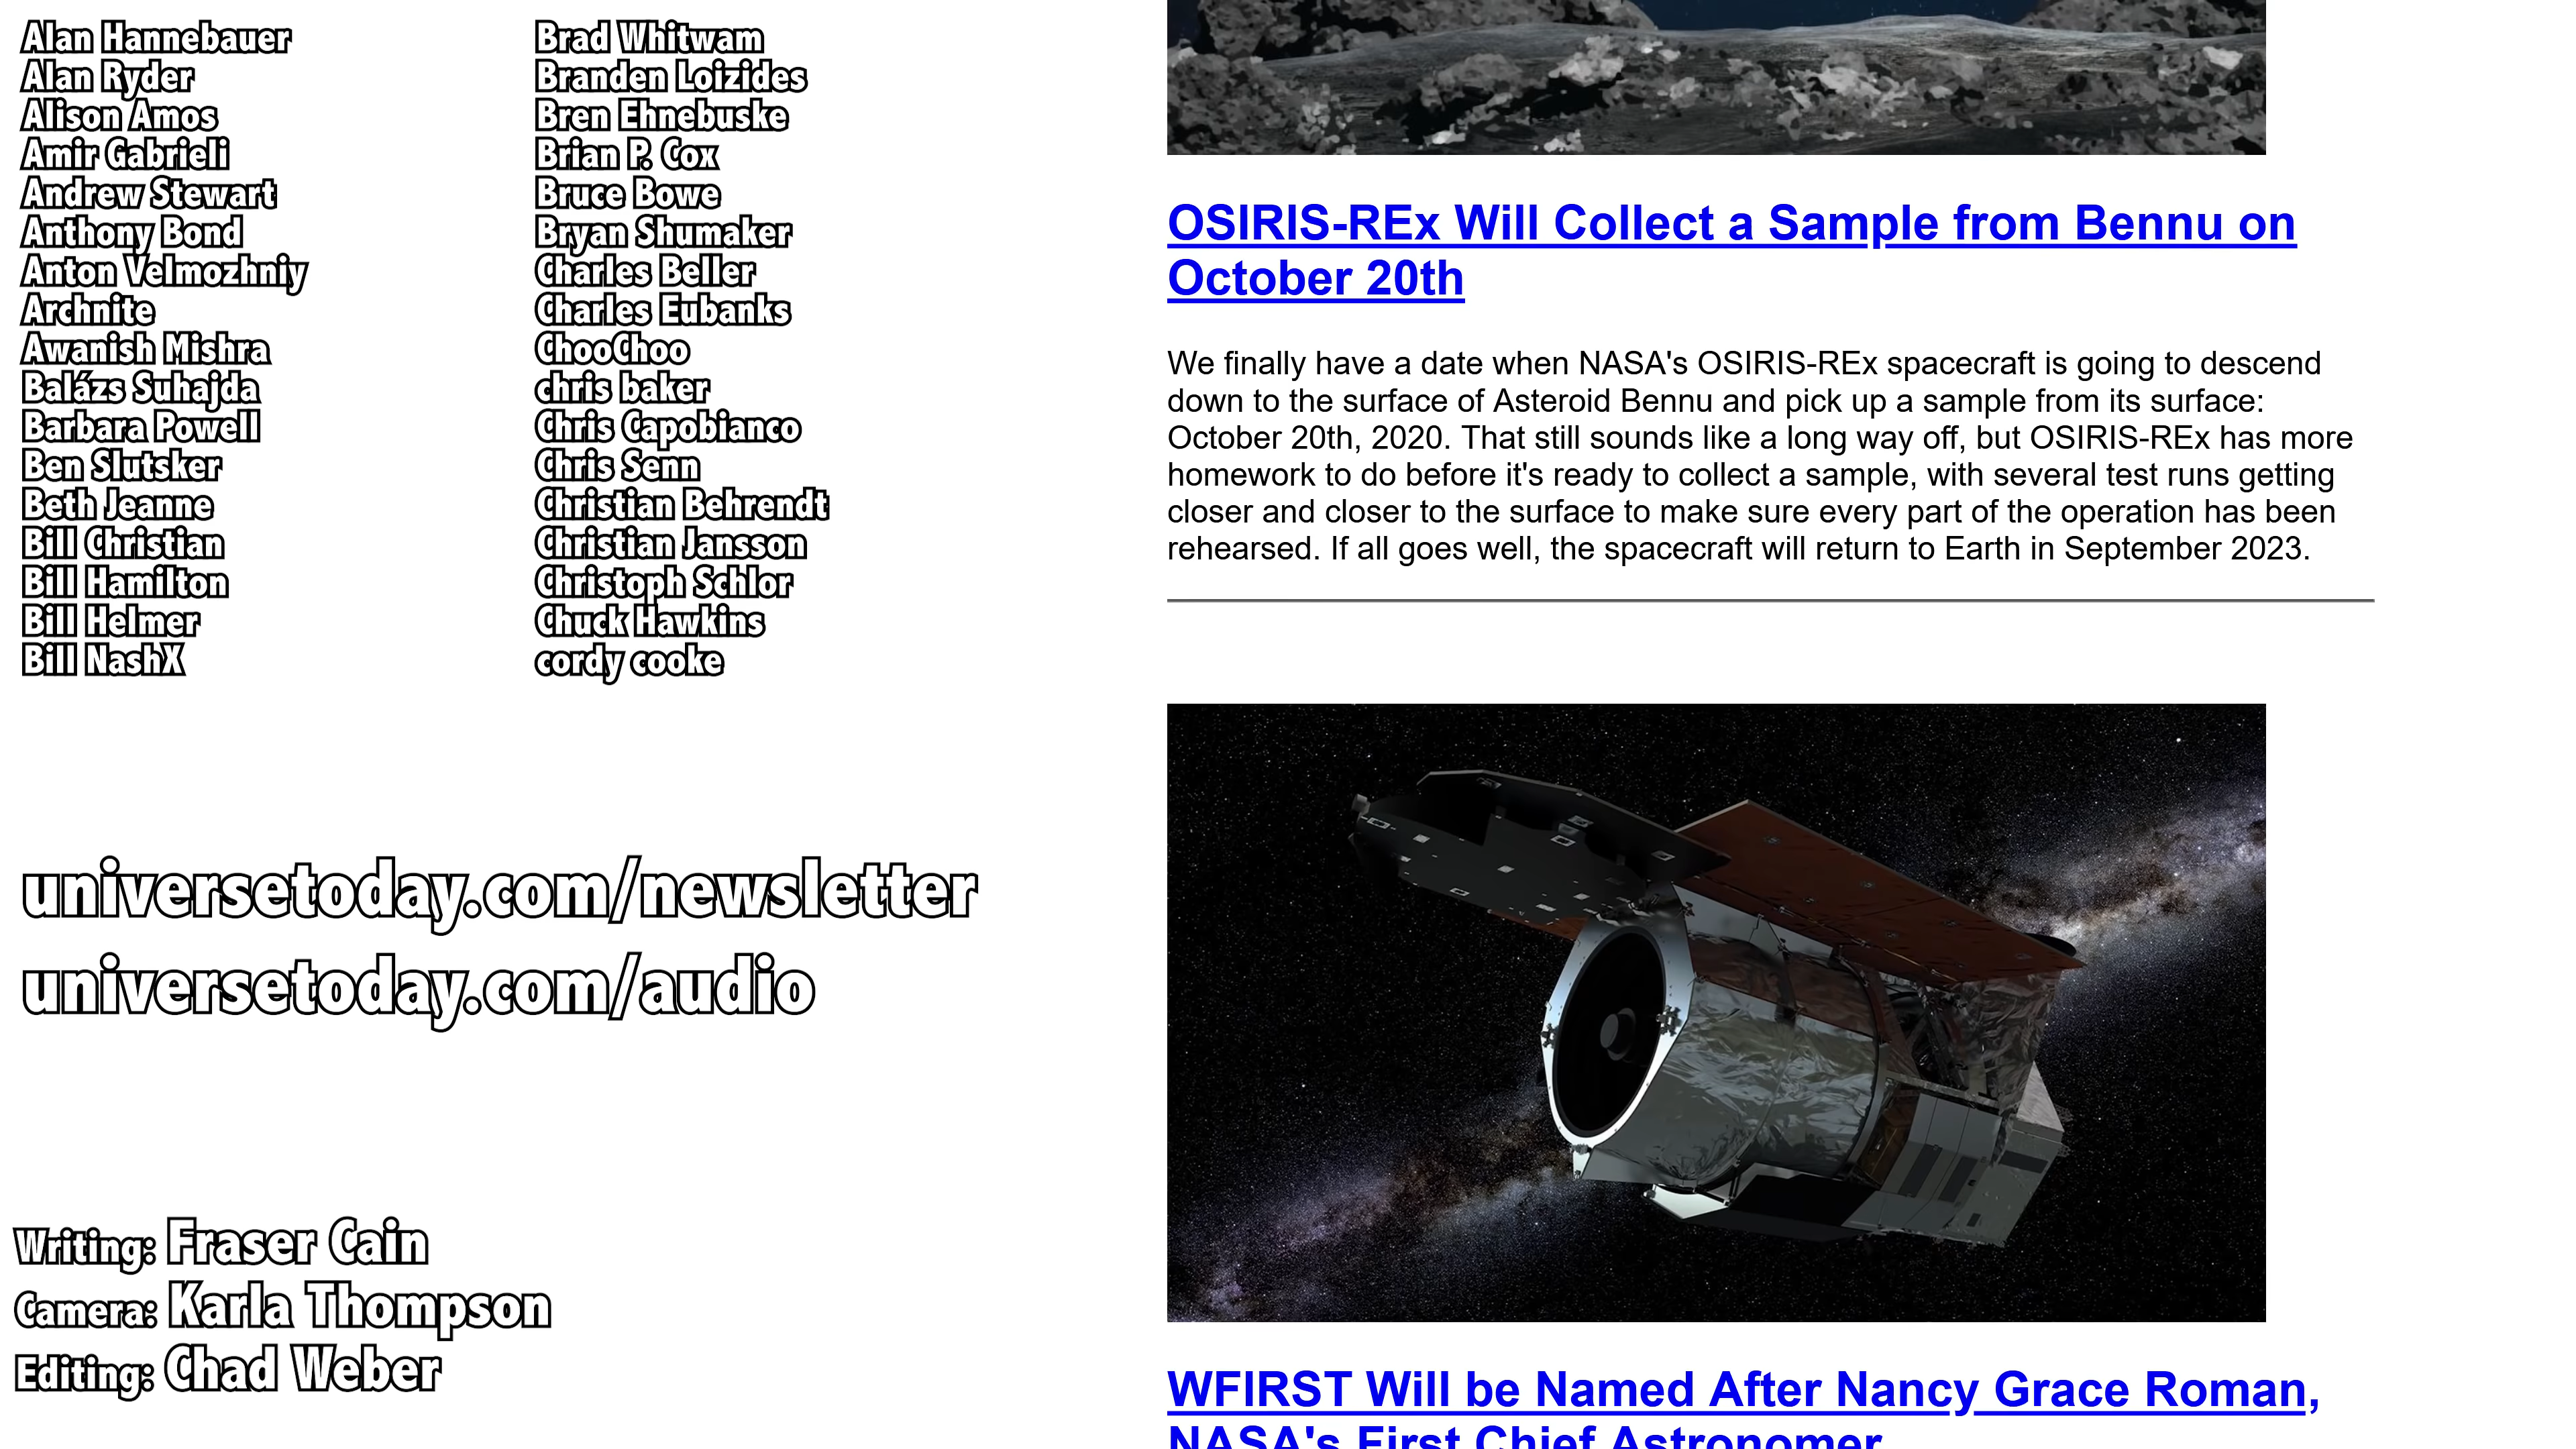 Alan Hannebauer
Alan Ryder
Alison Amos
Amir Gabrieli
Andrew Stewart
Anthony Bond
Anton Velmozhniy
Archnite
Awanish Mishra
Balázs Suhajda
Barbara Powell
Ben Slutsker
Beth Jeanne
Bill Christian
Bill Hamilton
Bill Helmer
Bill NashX
Brad Whitwam
Branden Loizides
Bren Ehnebuske
Brian P. Cox
Bruce Bowe
Bryan Shumaker
Charles Beller
Charles Eubanks
ChooChoo
chris baker
Chris Capobianco
Chris Senn
Christian Behrendt
Christian Jansson
Christoph Schlor
Chuck Hawkins
cordy cooke
universetoday.com/newsletter
universetoday.com/audio
Writing: Fraser Cain
Camera: Karla Thompson
Editing: Chad Weber
OSIRIS-REx Will Collect a Sample from Bennu on
October 20th
We finally have a date when NASA's OSIRIS-REx spacecraft is going to descend
down to the surface of Asteroid Bennu and pick up a sample from its surface:
October 20th, 2020. That still sounds like a long way off, but OSIRIS-REx has more
homework to do before it's ready to collect a sample, with several test runs getting
closer and closer to the surface to make sure every part of the operation has been
rehearsed. If all goes well, the spacecraft will return to Earth in September 2023.
WFIRST Will be Named After Nancy Grace Roman,
NASA's First Chief Astronomer